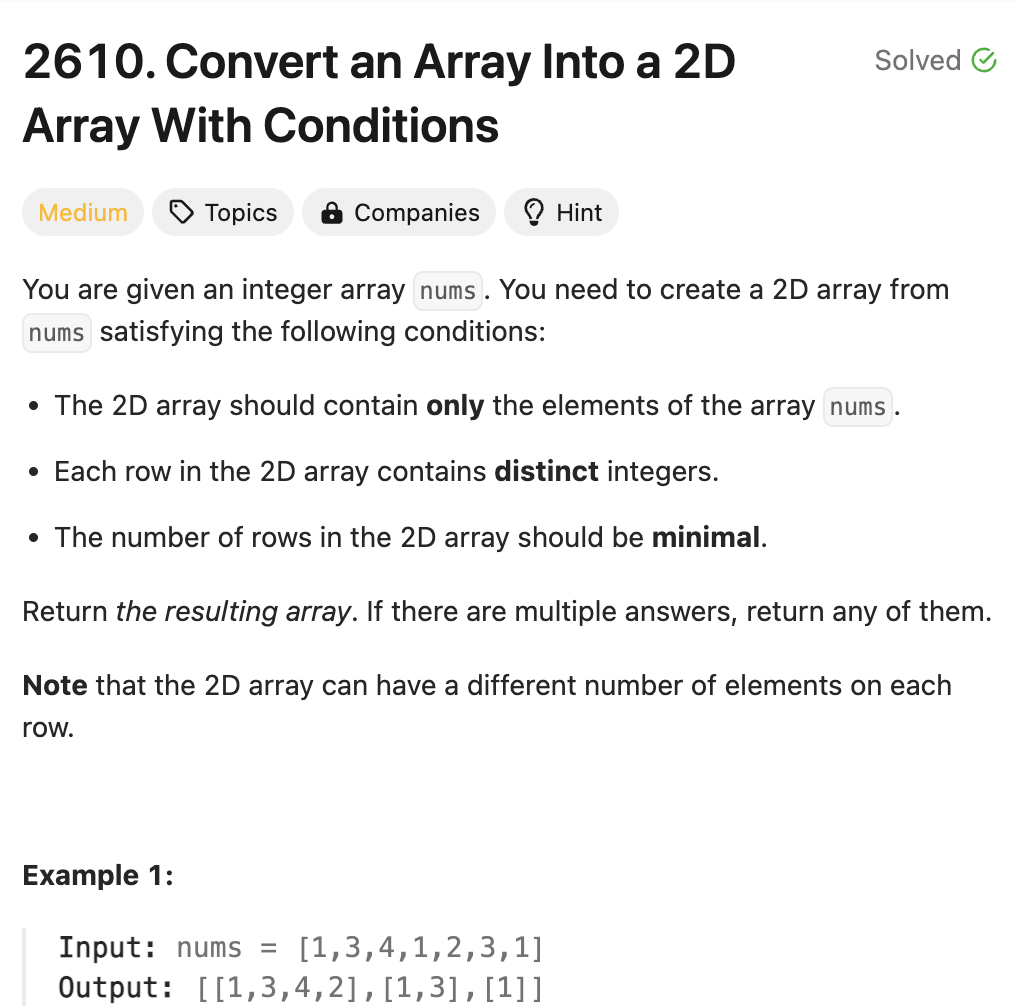 2610. Convert an Array Into a 2D
Solved
Array With Conditions
Medium Topics Companies Hint
You are given an integer array nums. You need to create a 2D array from
nums satisfying the following conditions:
• The 2D array should contain only the elements of the array nums.
• Each row in the 2D array contains distinct integers.
• The number of rows in the 2D array should be minimal.
Return the resulting array. If there are multiple answers, return any of them.
Note that the 2D array can have a different number of elements on each
row.
Example 1:
Input: nums = [1,3,4,1,2,3,1]
Output: [[1,3,4,2],[1,3],[1]]